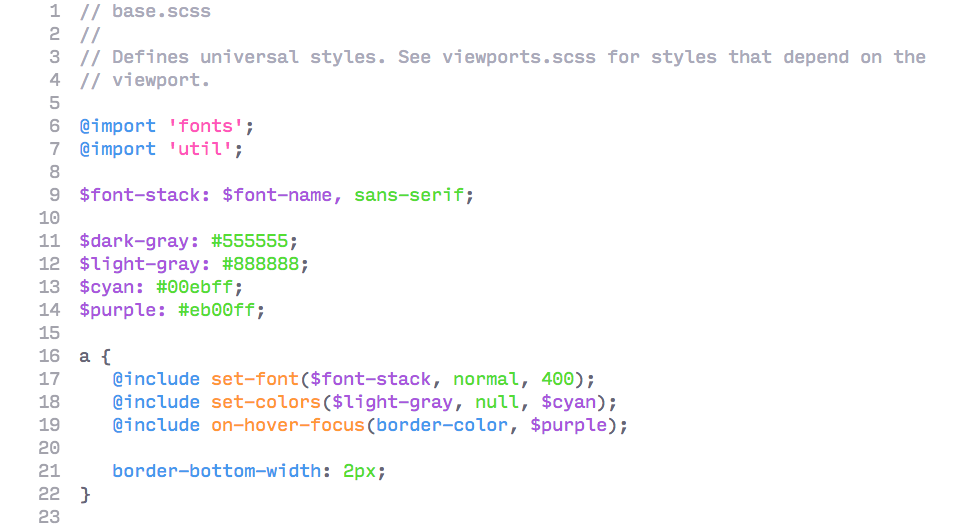 1 // base.scss
2 //
3 // Defines universal styles. See viewports.scss for styles that depend on the
4 // viewport.
5
6 @import 'fonts';
7 @import 'util';
8
9 $font-stack: $font-name, sans-serif;
10
11 $dark-gray: #555555;
12 $light-gray: #888888;
13 $cyan: #00ebff;
14 $purple: #eb00ff;
15
16 a {
17    @include set-font($font-stack, normal, 400);
18    @include set-colors($light-gray, null, $cyan);
19    @include on-hover-focus(border-color, $purple);
20
21    border-bottom-width: 2px;
22 }
23